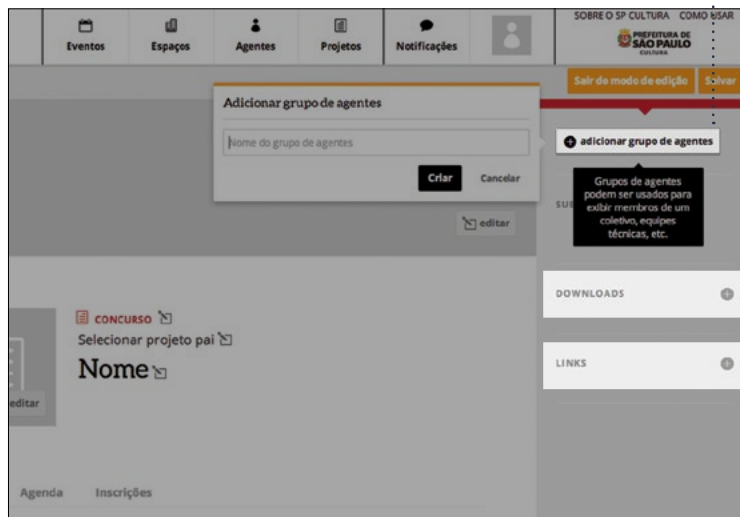 SOBRE O SP CULTURA COMO USAR
Eventos Espaços Agentes Projetos Notificações
PREFEITURA DE
SÃO PAULO
CULTURA
Sair do modo de edição Salvar
Adicionar grupo de agentes
Nome do grupo de agentes
Criar Cancelar
adicionar grupo de agentes
Grupos de agentes
podem ser usados para
exibir membros de um
coletivo, equipes
técnicas, etc.
SU
editar
DOWNLOADS
CONCURSO
Selecionar projeto pai
Nome
LINKS
editar
Agenda Inscrições